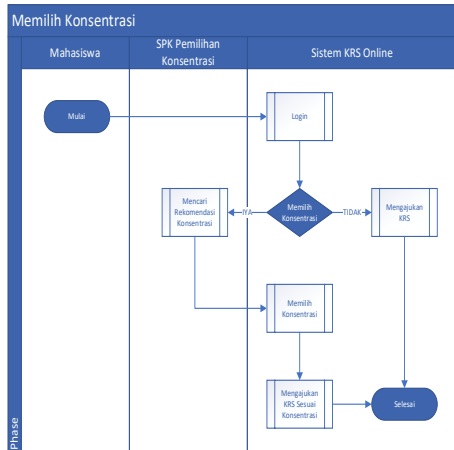 Memilih Konsentrasi
Mahasiswa
SPK Pemilihan
Konsentrasi
Sistem KRS Online
Mulai
Login
Mencari
Rekomendasi
Konsentrasi
IYA
Memilih
Konsentrasi
TIDAK
Mengajukan
KRS
Memilih
Konsentrasi
Mengajukan
KRS Sesuai
Konsentrasi
Selesai
Phase